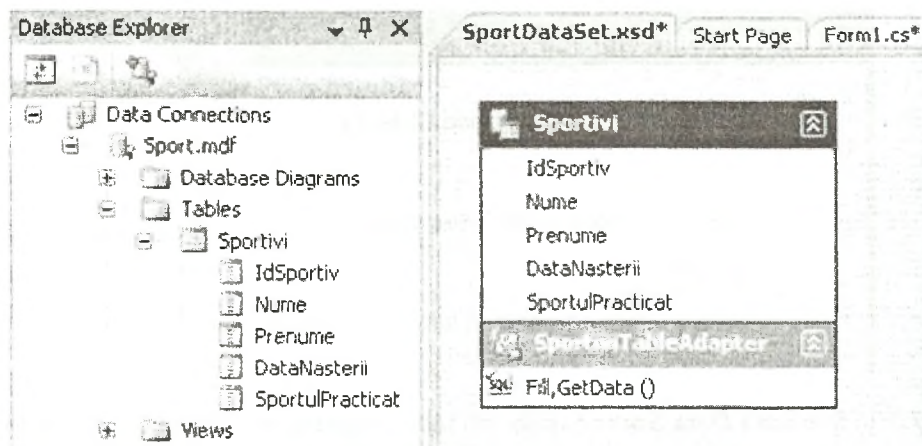 Database Explorer
Data Connections
Sport.mdf
Database Diagrams
Tables
Sportivi
IdSportiv
Nume
Prenume
DataNasterii
SportulPracticat
Views
SportDataSet.xsd* Start Page Form1.cs*
Sportivi
IdSportiv
Nume
Prenume
DataNasterii
SportulPracticat
SportiviTableAdapter
Fill,GetData ()